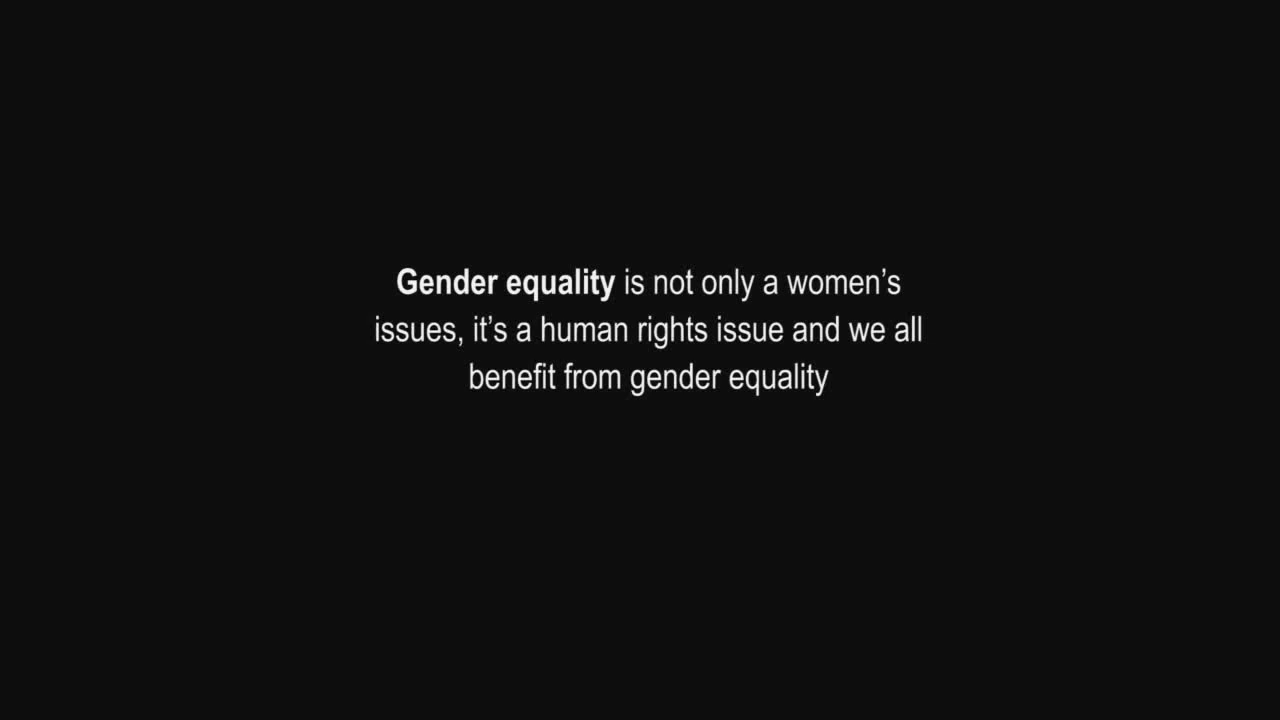 Gender equality is not only a women’s
issues, it’s a human rights issue and we all
benefit from gender equality